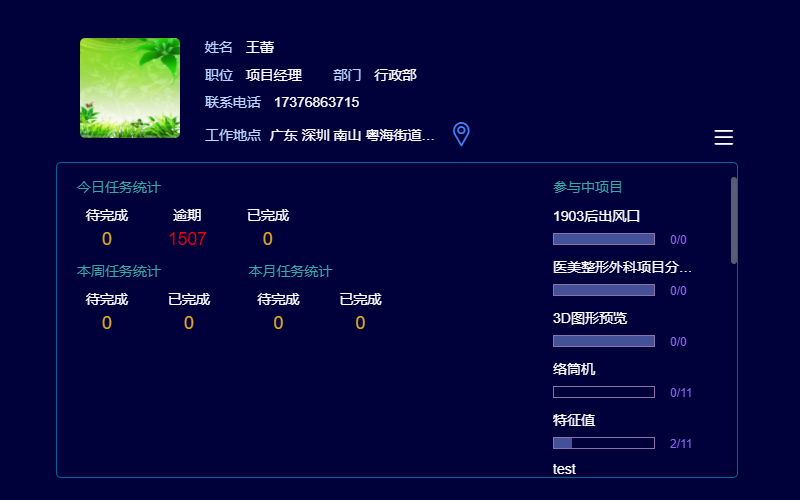 姓名 王蕾
职位 项目经理 部门 行政部
联系电话 17376863715
工作地点 广东 深圳 南山 粤海街道...
今日任务统计
待完成 逾期 已完成
0 1507 0
本周任务统计 本月任务统计
待完成 已完成 待完成 已完成
0 0 0 0
参与中项目
1903后出风口
0/0
医美整形外科项目分...
0/0
3D图形预览
0/0
络筒机
0/11
特征值
2/11
test